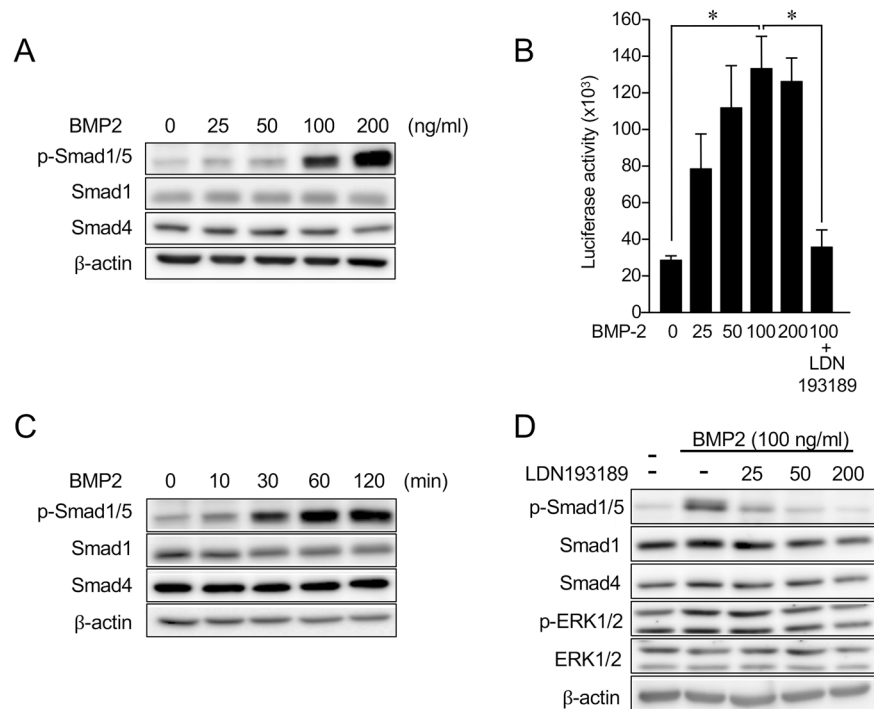 A
BMP2 0 25 50 100 200 (ng/ml)
p-Smad1/5
Smad1
Smad4
β-actin
B
Luciferase activity (x10³)
160
140
120
100
80
60
40
20
0
* *
BMP-2 0 25 50 100 200 100
+
LDN
193189
C
BMP2 0 10 30 60 120 (min)
p-Smad1/5
Smad1
Smad4
β-actin
D
- BMP2 (100 ng/ml)
LDN193189 - - 25 50 200
p-Smad1/5
Smad1
Smad4
p-ERK1/2
ERK1/2
β-actin